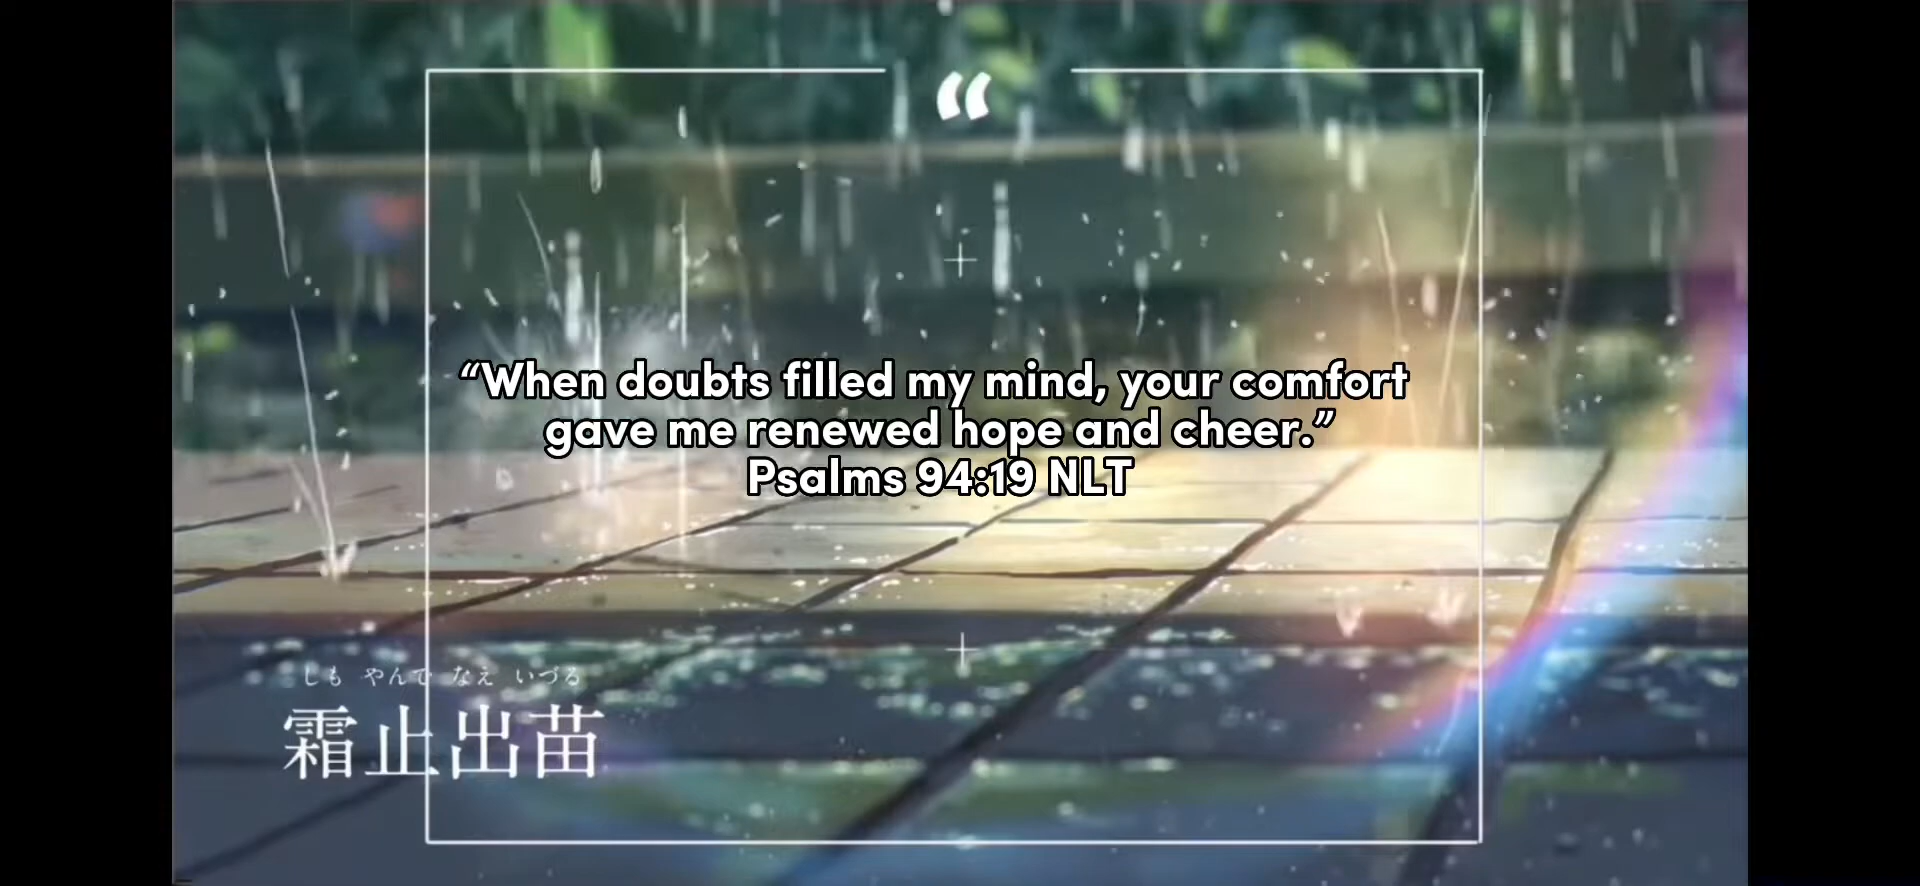 “
“When doubts filled my mind, your comfort
gave me renewed hope and cheer.”
Psalms 94:19 NLT
しも やんで なえ いづる
霜止出苗